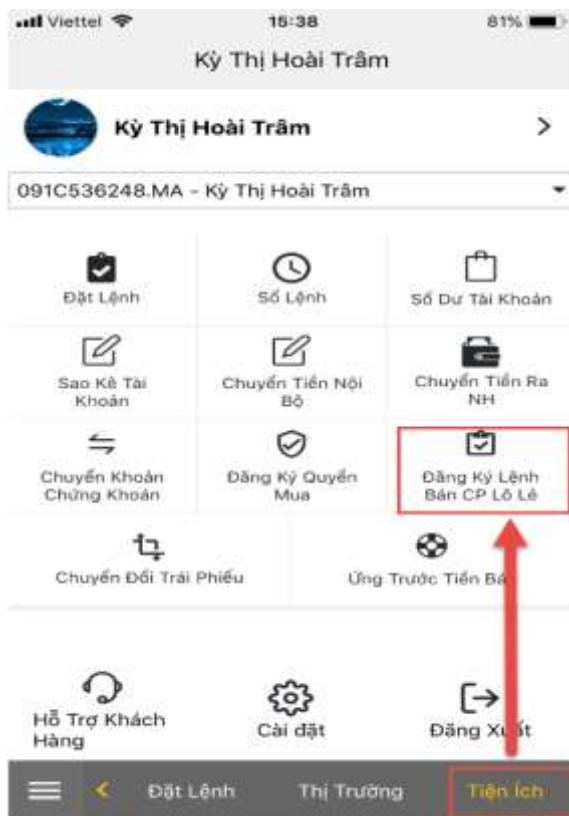 Viettel 15:38 81%
Kỳ Thị Hoài Trâm
Kỳ Thị Hoài Trâm
091C536248.MA - Kỳ Thị Hoài Trâm
Đặt Lệnh Sổ Lệnh Số Dư Tài Khoản
Sao Kê Tài Chuyển Tiền Nội Chuyển Tiền Ra
Khoản Bộ NH
Chuyển Khoản Đăng Ký Quyền Đăng Ký Lệnh
Chứng Khoán Mua Bán CP Lô Lẻ
Chuyển Đổi Trái Phiếu Ứng Trước Tiền Bá
Hỗ Trợ Khách Cài đặt Đăng Xuất
Hàng
Đặt Lệnh Thị Trường Tiện Ích